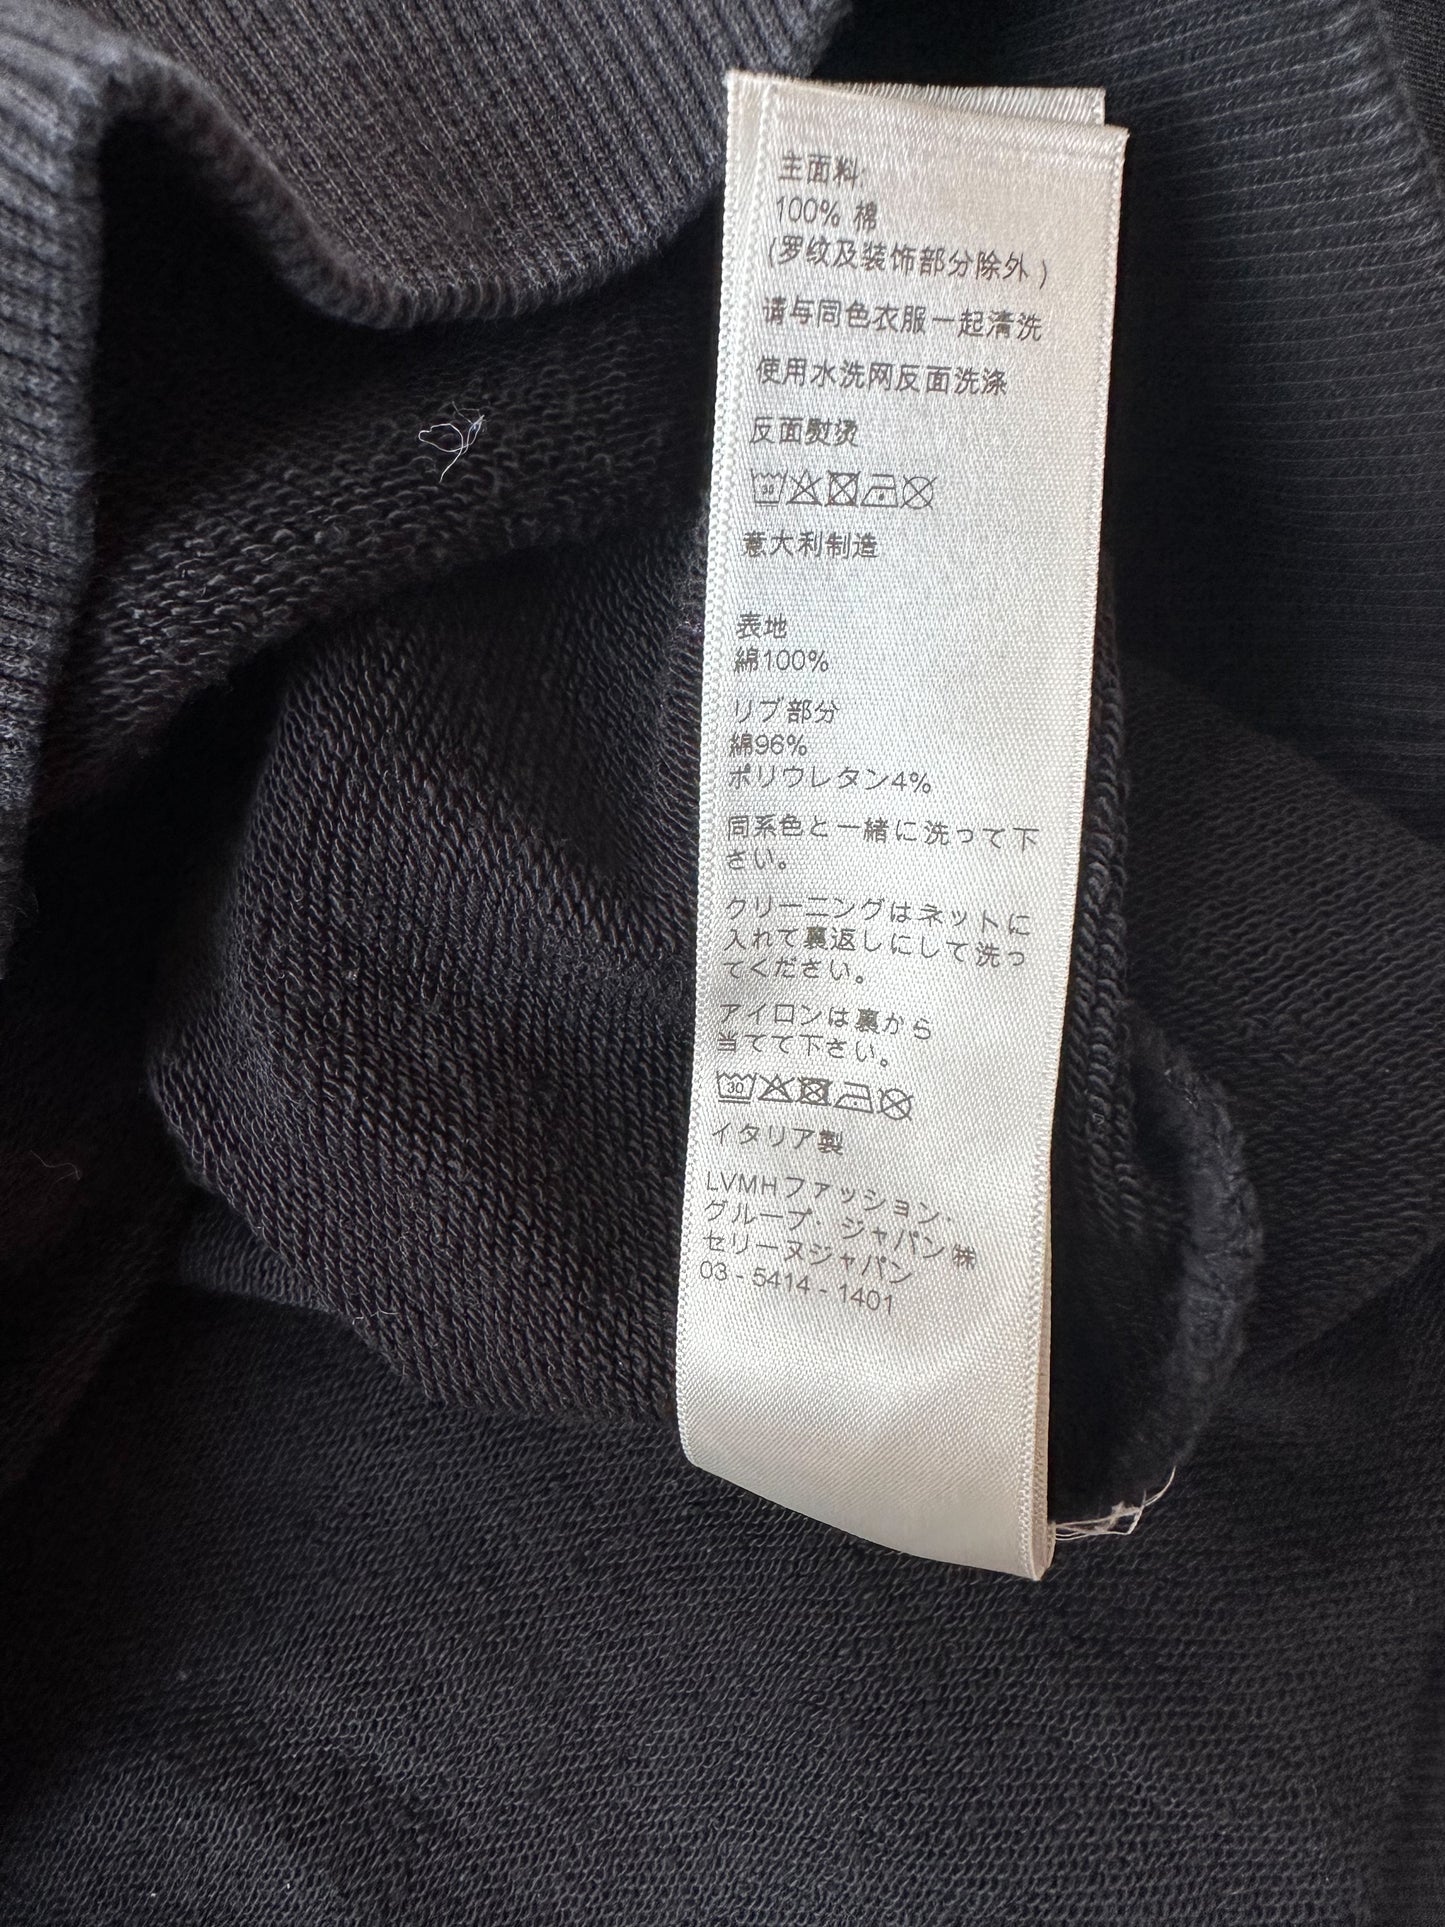 主面料:
100% 棉
(罗纹及装饰部分除外 )
请与同色衣服一起清洗
使用水洗网反面洗涤
反面熨烫
30
意大利制造
表地
綿100%
リブ部分
綿96%
ポリウレタン4%
同系色と一緒に洗って下
さい。
クリーニングはネットに
入れて裏返しにして洗っ
てください。
アイロンは裏から
当てて下さい。
30
イタリア製
LVMHファッション・
グループ・ジャパン㈱
セリーヌジャパン
03 - 5414 - 1401